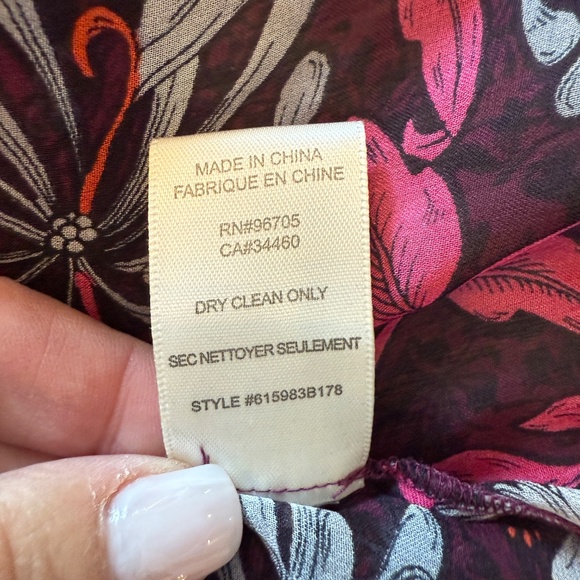 MADE IN CHINA
FABRIQUE EN CHINE
RN#96705
CA#34460
DRY CLEAN ONLY
SEC NETTOYER SEULEMENT
STYLE #615983B178